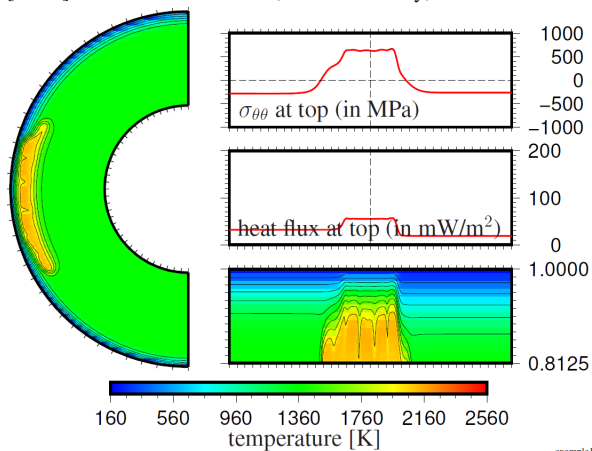 1000
500
0
−500
−1000
σθθ at top (in MPa)
200
100
0
heat flux at top (in mW/m²)
1.0000
0.8125
160 560 960 1360 1760 2160 2560
temperature [K]